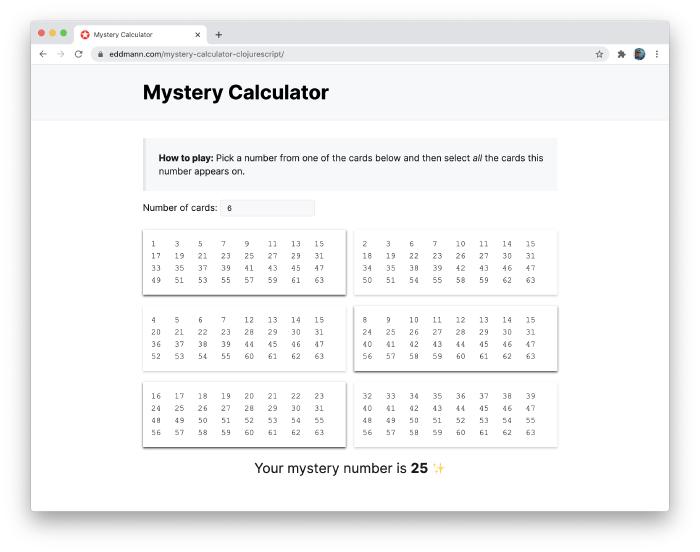 Mystery Calculator
eddmann.com/mystery-calculator-clojurescript/
Mystery Calculator
How to play: Pick a number from one of the cards below and then select all the cards this
number appears on.
Number of cards: 6
1 3 5 7 9 11 13 15
17 19 21 23 25 27 29 31
33 35 37 39 41 43 45 47
49 51 53 55 57 59 61 63
2 3 6 7 10 11 14 15
18 19 22 23 26 27 30 31
34 35 38 39 42 43 46 47
50 51 54 55 58 59 62 63
4 5 6 7 12 13 14 15
20 21 22 23 28 29 30 31
36 37 38 39 44 45 46 47
52 53 54 55 60 61 62 63
8 9 10 11 12 13 14 15
24 25 26 27 28 29 30 31
40 41 42 43 44 45 46 47
56 57 58 59 60 61 62 63
16 17 18 19 20 21 22 23
24 25 26 27 28 29 30 31
48 49 50 51 52 53 54 55
56 57 58 59 60 61 62 63
32 33 34 35 36 37 38 39
40 41 42 43 44 45 46 47
48 49 50 51 52 53 54 55
56 57 58 59 60 61 62 63
Your mystery number is 25 ✨